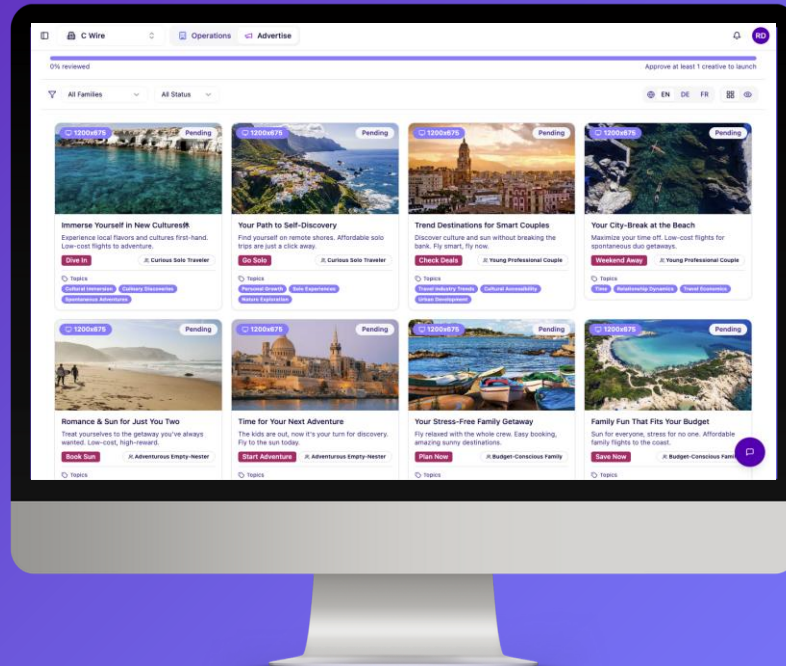 C Wire
Operations
Advertise
RD
0% reviewed
Approve at least 1 creative to launch
All Families
All Status
EN
DE
FR
1200x675
Pending
Immerse Yourself in New Cultures休
Experience local flavors and cultures first-hand.
Low-cost flights to adventure.
Dive In
Curious Solo Traveler
Topics
Cultural Immersion
Culinary Discoveries
Spontaneous Adventures
1200x675
Pending
Your Path to Self-Discovery
Find yourself on remote shores. Affordable solo
trips are just a click away.
Go Solo
Curious Solo Traveler
Topics
Personal Growth
Solo Experiences
Nature Exploration
1200x675
Pending
Trend Destinations for Smart Couples
Discover culture and sun without breaking the
bank. Fly smart, fly now.
Check Deals
Young Professional Couple
Topics
Travel Industry Trends
Cultural Accessibility
Urban Development
1200x675
Pending
Your City-Break at the Beach
Maximize your time off. Low-cost flights for
spontaneous duo getaways.
Weekend Away
Young Professional Couple
Topics
Time
Relationship Dynamics
Travel Economics
1200x675
Pending
Romance & Sun for Just You Two
Treat yourselves to the getaway you've always
wanted. Low-cost, high-reward.
Book Sun
Adventurous Empty-Nester
Topics
1200x675
Pending
Time for Your Next Adventure
The kids are out, now it's your turn for discovery.
Fly to the sun today.
Start Adventure
Adventurous Empty-Nester
Topics
1200x675
Pending
Your Stress-Free Family Getaway
Fly relaxed with the whole crew. Easy booking,
amazing sunny destinations.
Plan Now
Budget-Conscious Family
Topics
1200x675
Pending
Family Fun That Fits Your Budget
Sun for everyone, stress for no one. Affordable
family flights to the coast.
Save Now
Budget-Conscious
Topics